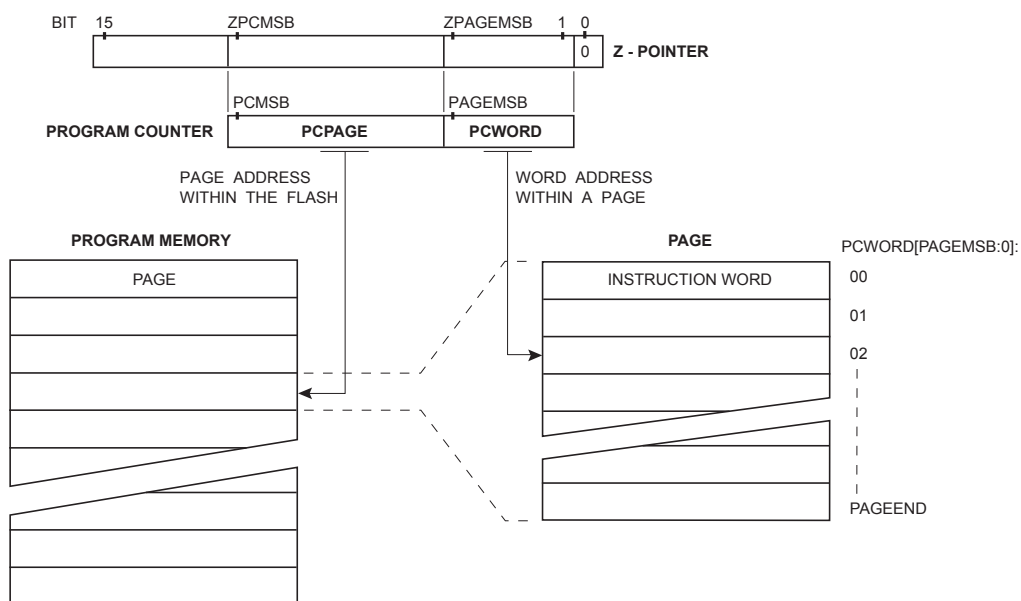 BIT 15 ZPCMSB ZPAGEMSB 1 0
0 Z - POINTER
PCMSB PAGEMSB
PROGRAM COUNTER PCPAGE PCWORD
PAGE ADDRESS
WITHIN THE FLASH
WORD ADDRESS
WITHIN A PAGE
PROGRAM MEMORY
PAGE
PAGE
PCWORD[PAGEMSB:0]:
INSTRUCTION WORD
00
01
02
PAGEEND